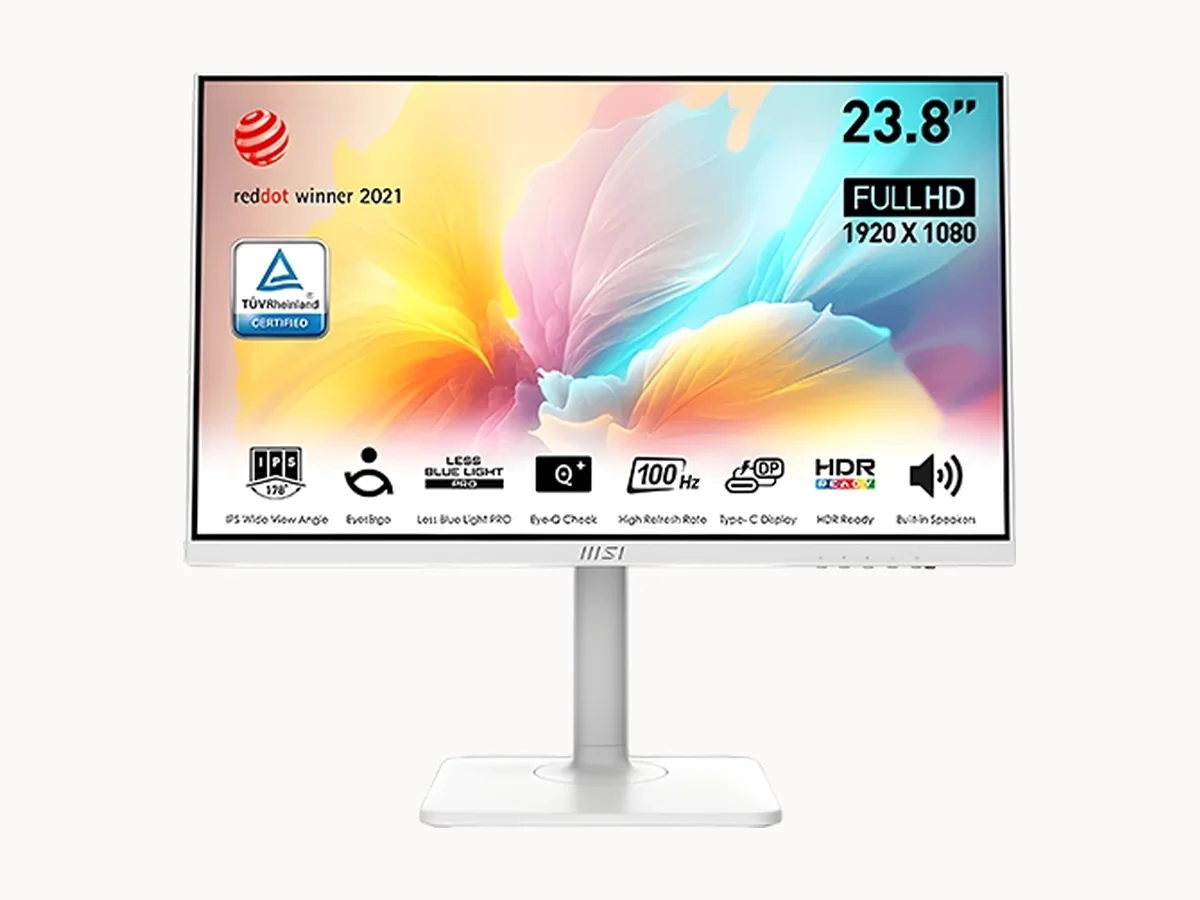 23.8”
reddot winner 2021
FULL HD
1920 X 1080
TÜVRheinland®
CERTIFIED
IPS
178°
LESS
BLUE LIGHT
PRO
Q+
100Hz
DP
HDR
READY
IPS Wide View Angle
EyesErgo
Less Blue Light PRO
Eye-Q Check
High Refresh Rate
Type-C Display
HDR Ready
Built-in Speakers
msi